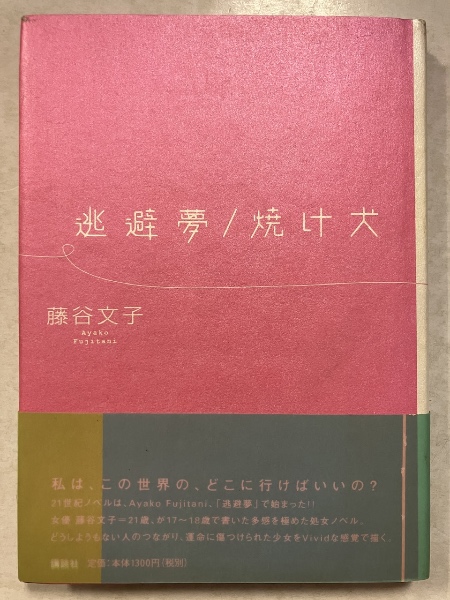 逃避夢/焼け犬
藤谷文子
Ayako
Fujitani
私は、この世界の、どこに行けばいいの?
21世紀ノベルは、Ayako Fujitani、「逃避夢」で始まった!!
女優 藤谷文子=21歳、が17〜18歳で書いた多感を極めた処女ノベル。
どうしようもない人のつながり、運命に傷つけられた少女をVividな感覚で描く。
講談社 定価:本体1300円(税別)